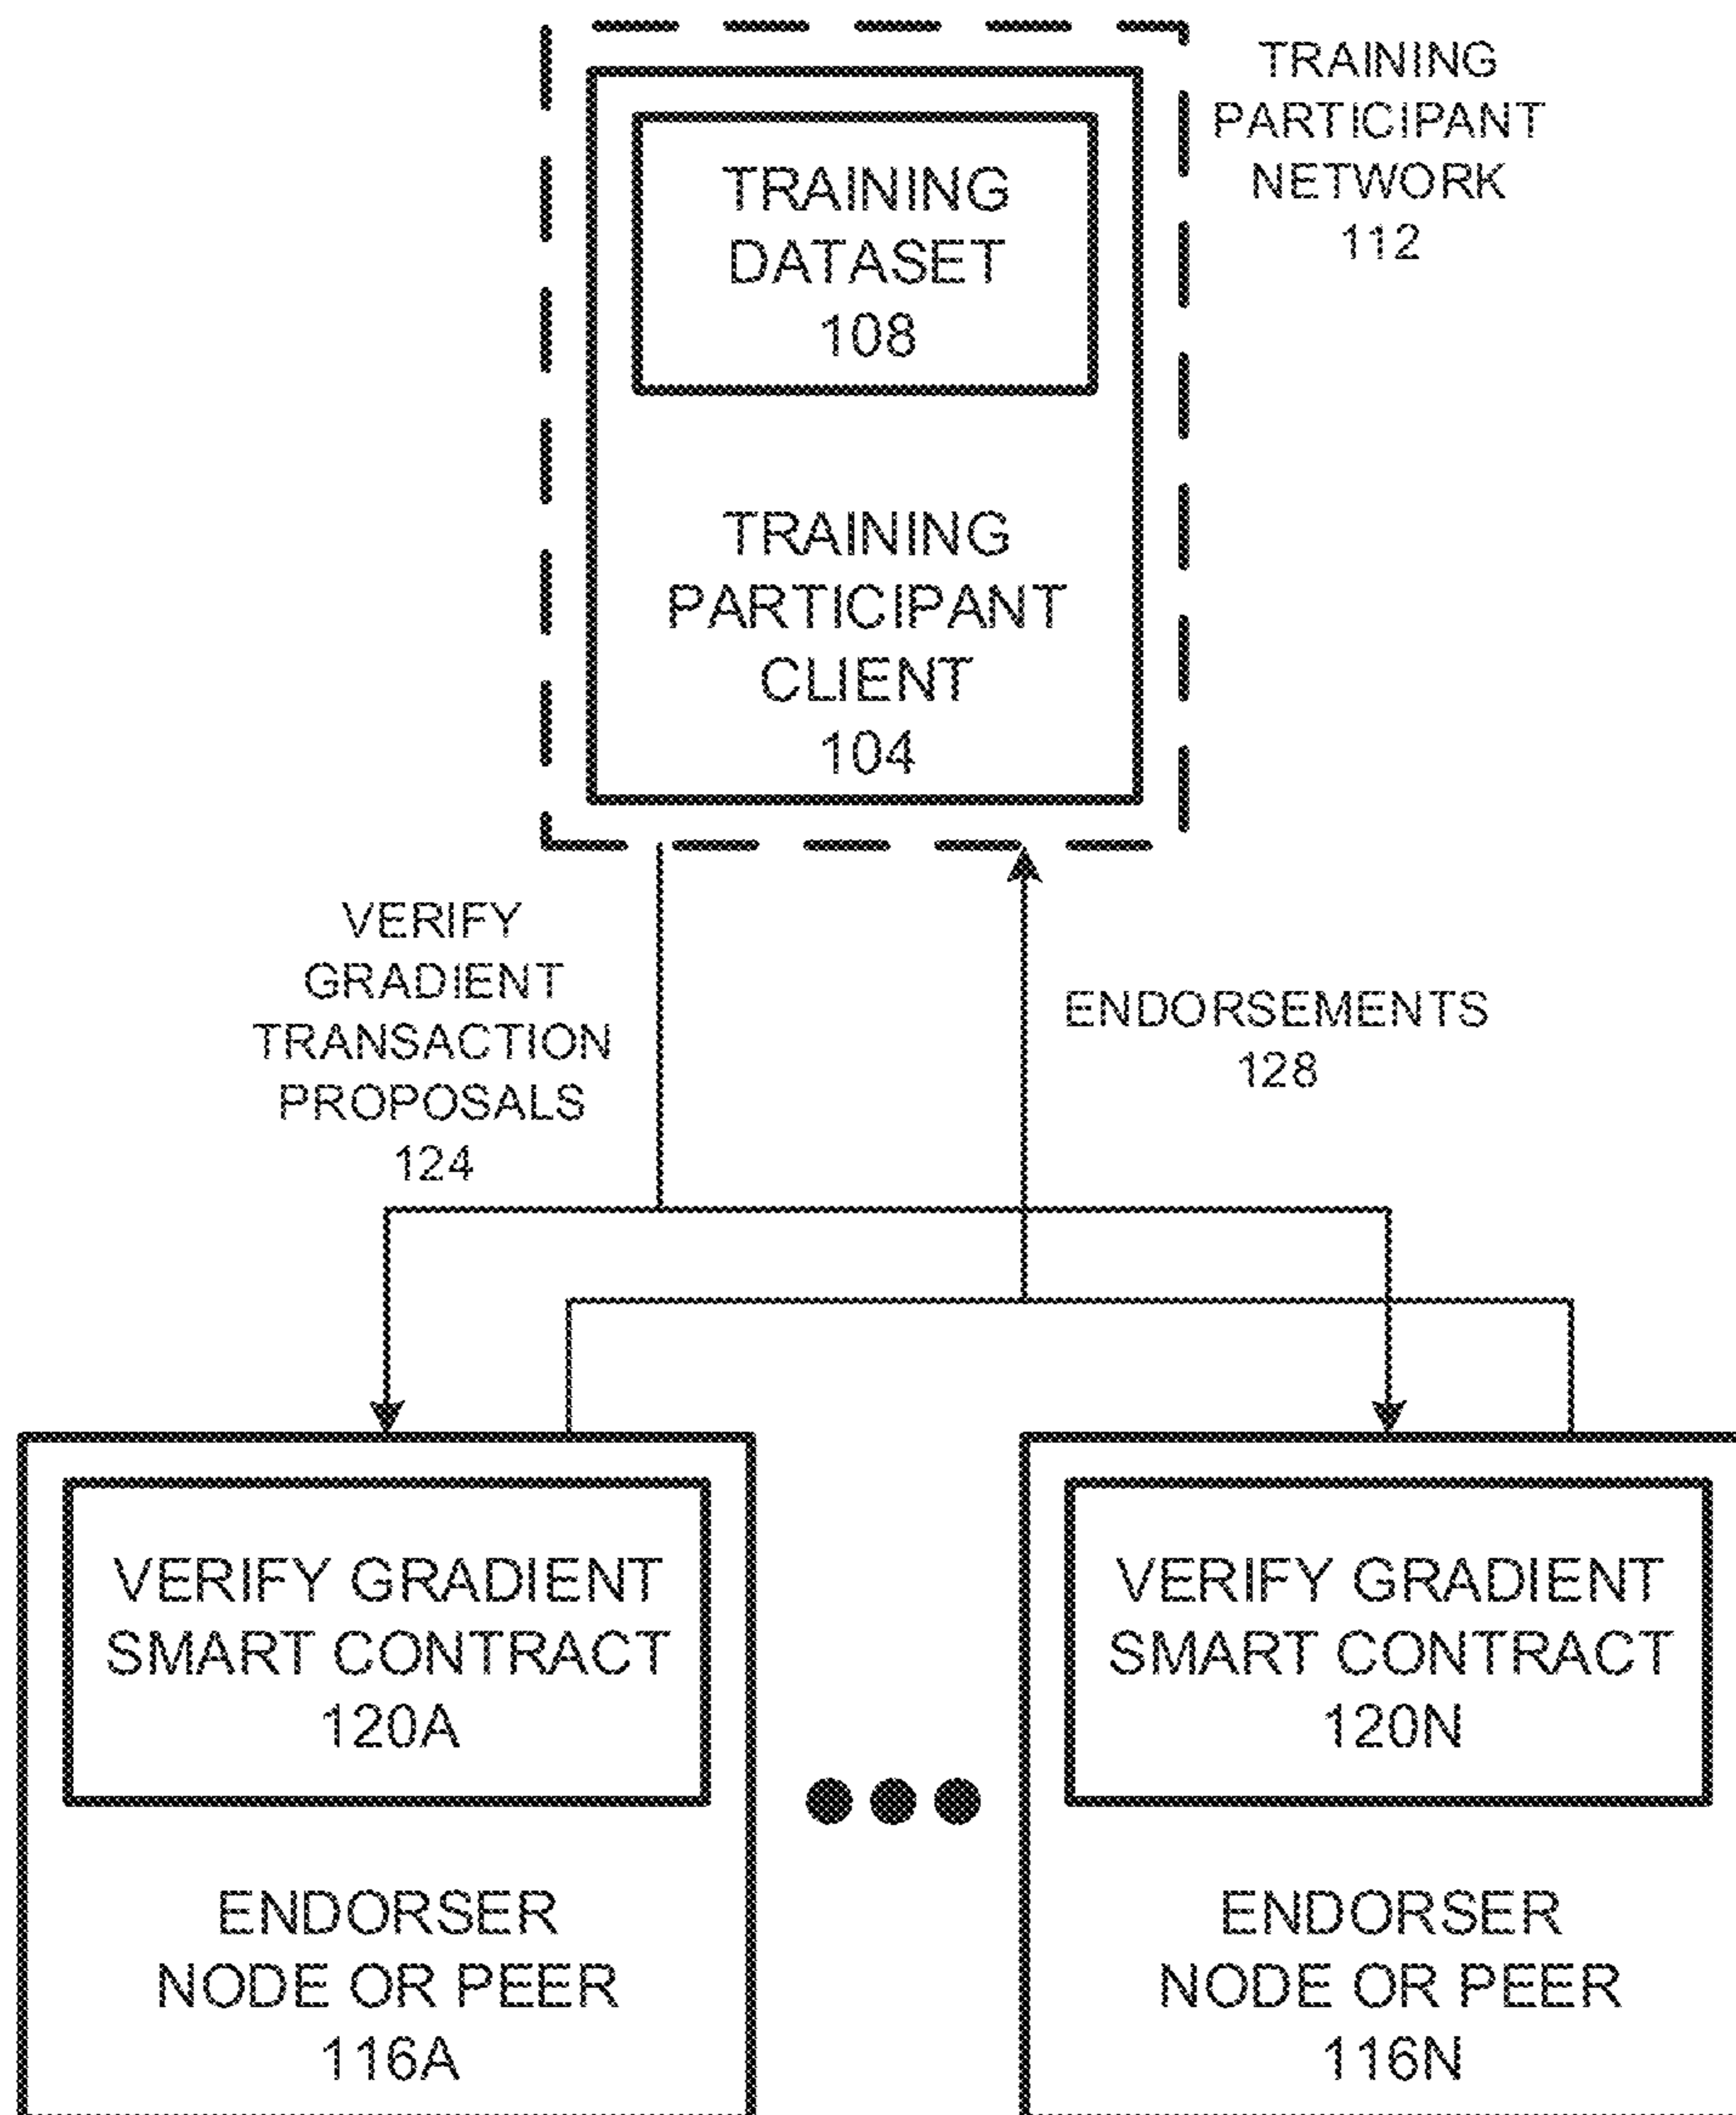 TRAINING
PARTICIPANT
NETWORK
112
TRAINING
DATASET
108
TRAINING
PARTICIPANT
CLIENT
104
VERIFY
GRADIENT
TRANSACTION
PROPOSALS
124
ENDORSEMENTS
128
VERIFY GRADIENT
SMART CONTRACT
120A
ENDORSER
NODE OR PEER
116A
VERIFY GRADIENT
SMART CONTRACT
120N
ENDORSER
NODE OR PEER
116N